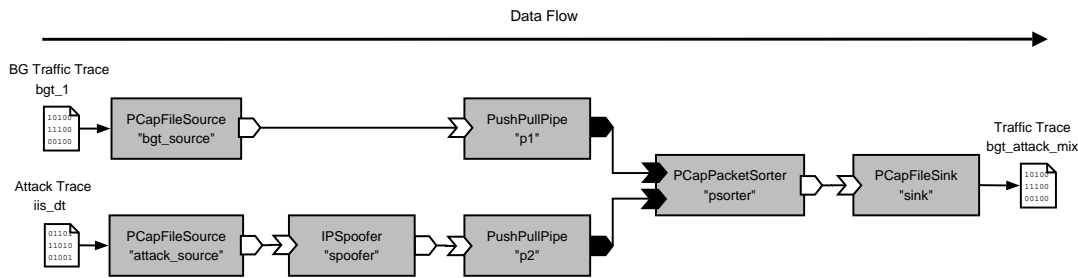 Data Flow
BG Traffic Trace
bgt_1
10100
11100
00100
PCapFileSource
"bgt_source"
PushPullPipe
"p1"
Attack Trace
iis_dt
01101
11010
01001
PCapFileSource
"attack_source"
IPSpoofer
"spoofer"
PushPullPipe
"p2"
PCapPacketSorter
"psorter"
PCapFileSink
"sink"
Traffic Trace
bgt_attack_mix
10100
11100
00100